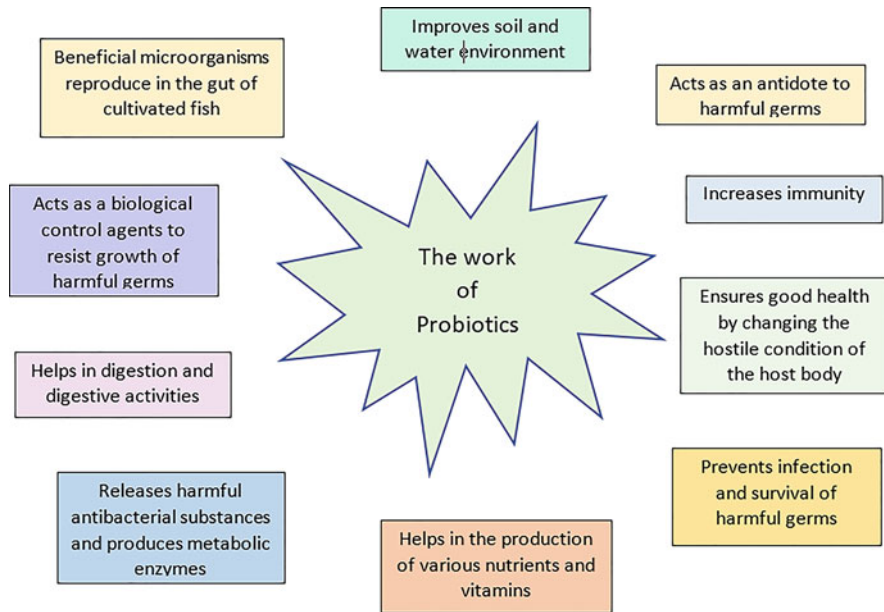 Improves soil and
water environment
Beneficial microorganisms
reproduce in the gut of
cultivated fish
Acts as an antidote to
harmful germs
Increases immunity
Acts as a biological
control agents to
resist growth of
harmful germs
The work
of
Probiotics
Ensures good health
by changing the
hostile condition of
the host body
Helps in digestion and
digestive activities
Prevents infection
and survival of
harmful germs
Releases harmful
antibacterial substances
and produces metabolic
enzymes
Helps in the production
of various nutrients and
vitamins